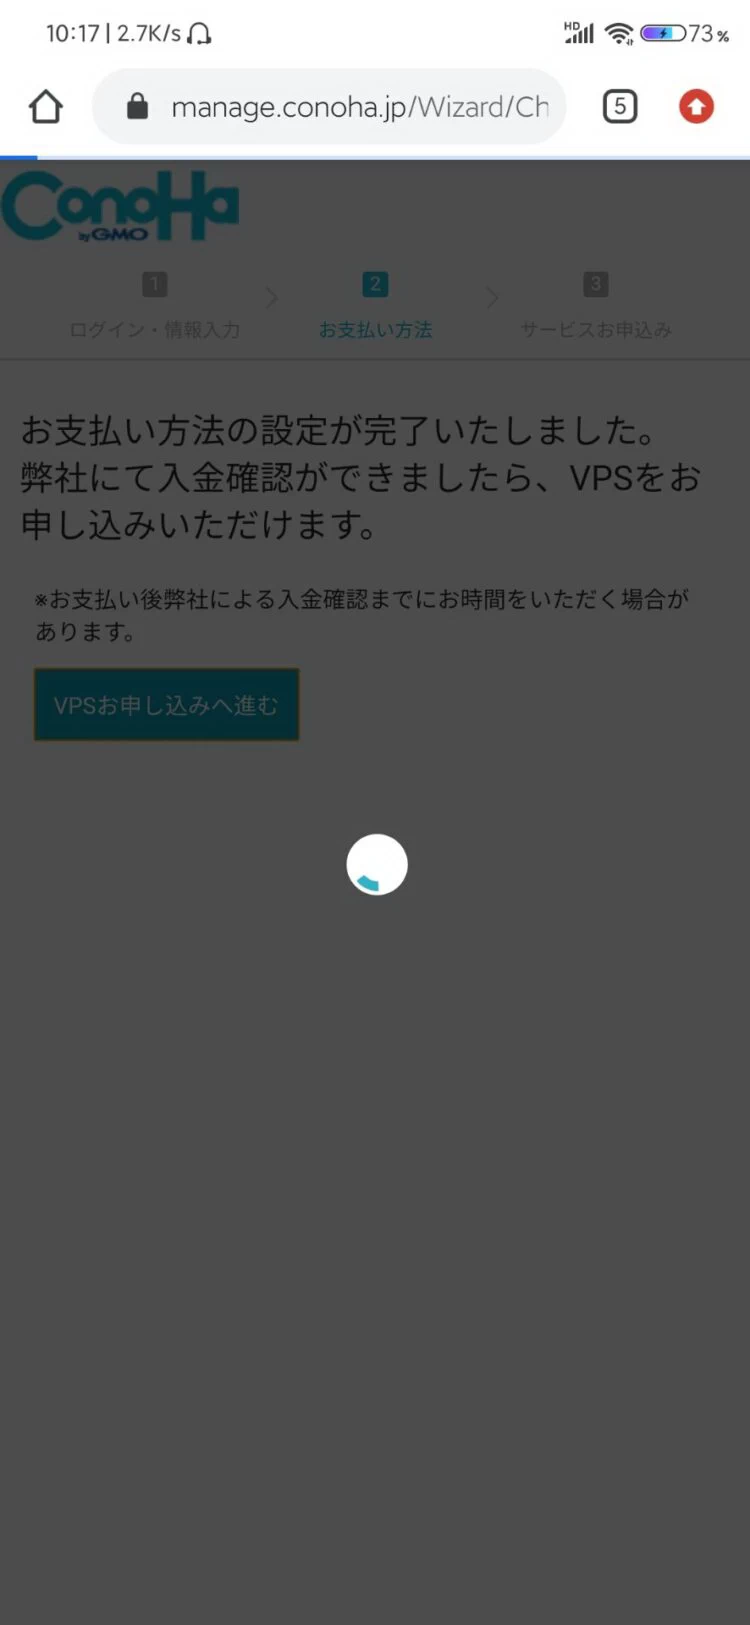 10:17 | 2.7K/s
HD
73%
manage.conoha.jp/Wizard/Ch
5
ConoHa
by GMO
1
2
3
ログイン・情報入力
お支払い方法
サービスお申込み
お支払い方法の設定が完了いたしました。
弊社にて入金確認ができましたら、VPSをお
申し込みいただけます。
※お支払い後弊社による入金確認までにお時間をいただく場合が
あります。
VPSお申し込みへ進む